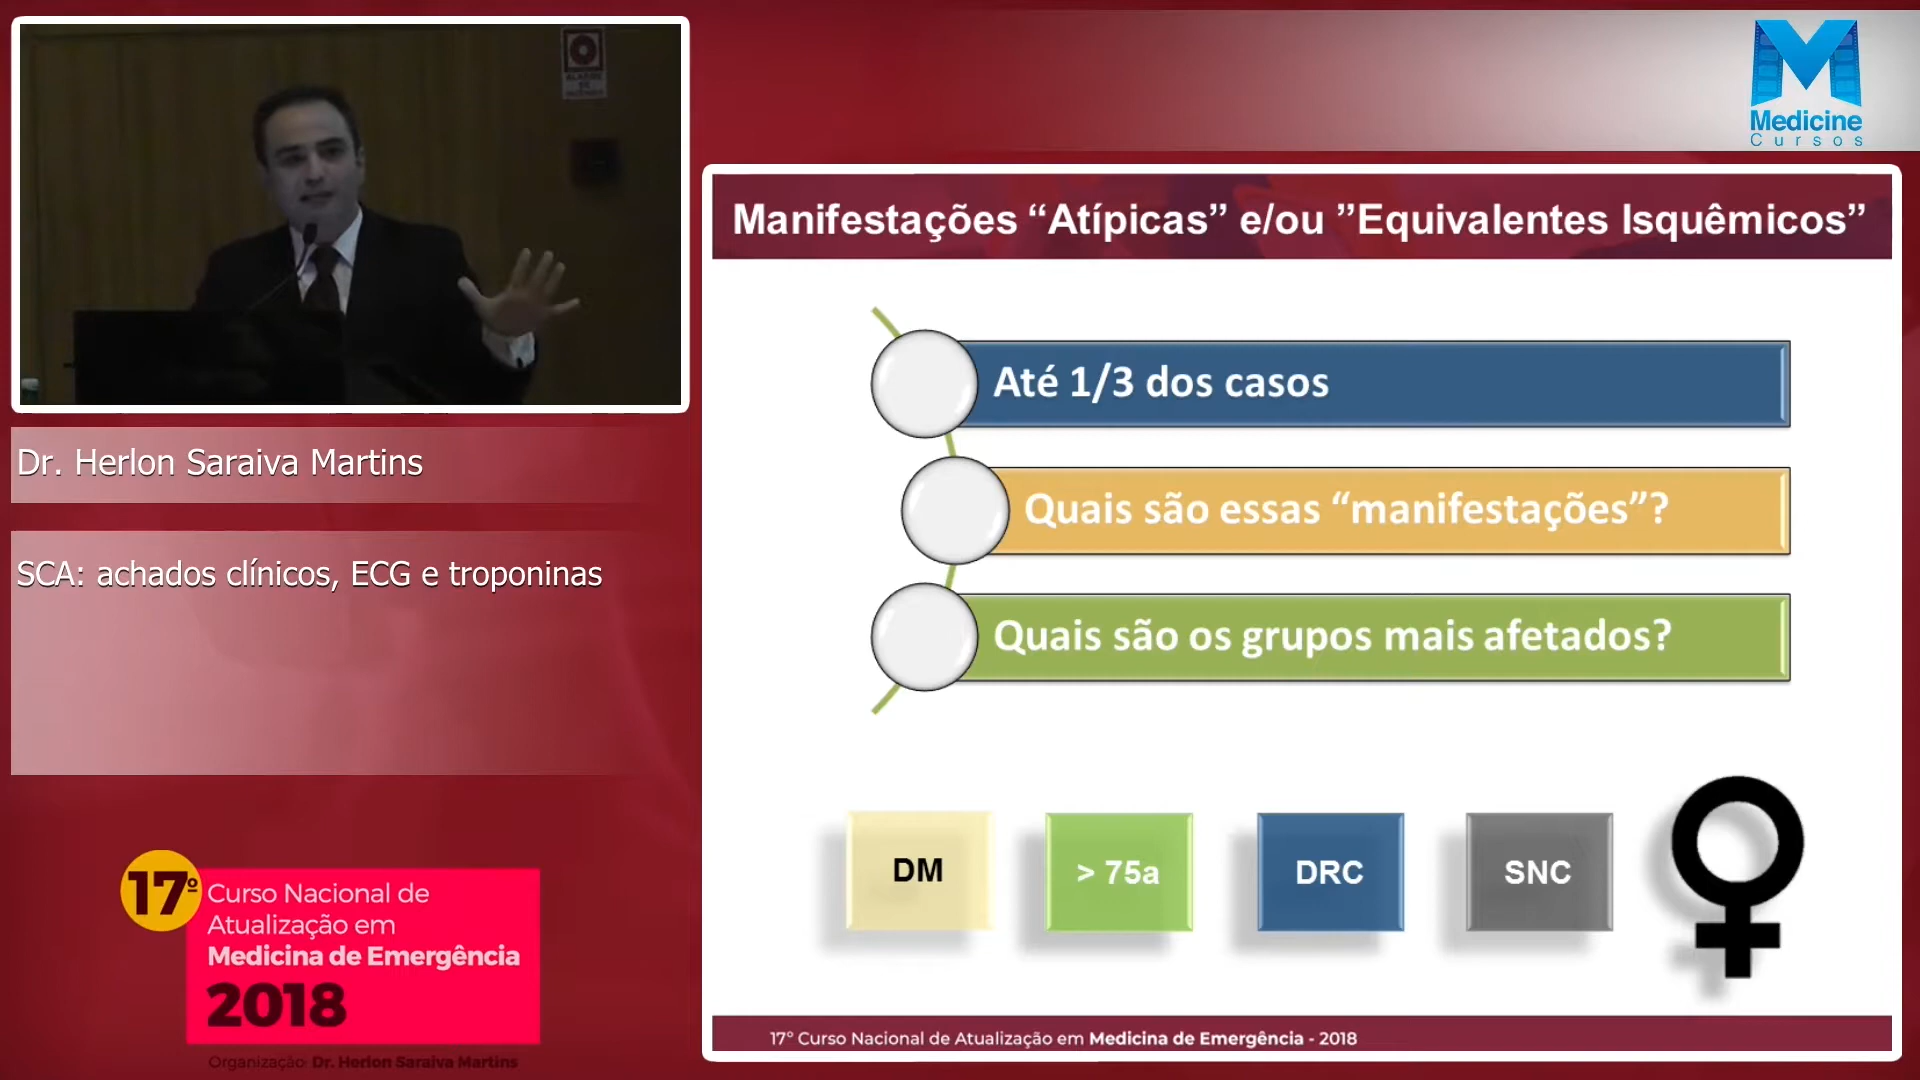 ALARME
DE
INCÊNDIO
Medicine
Cursos
Manifestações “Atípicas” e/ou ”Equivalentes Isquêmicos”
Até 1/3 dos casos
Quais são essas “manifestações”?
Quais são os grupos mais afetados?
DM
> 75a
DRC
SNC
17º Curso Nacional de Atualização em Medicina de Emergência - 2018
Dr. Herlon Saraiva Martins
SCA: achados clínicos, ECG e troponinas
17º
Curso Nacional de
Atualização em
Medicina de Emergência
2018
Organização: Dr. Herlon Saraiva Martins